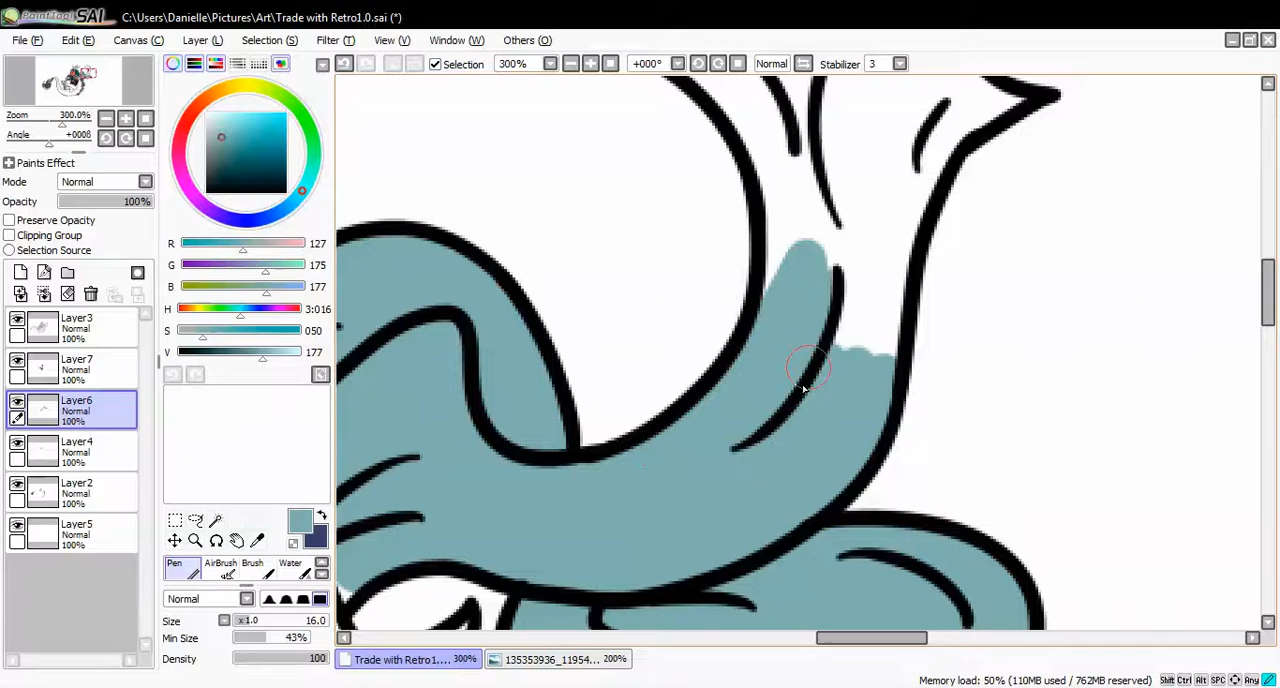 PaintTool SAI C:\Users\Danielle\Pictures\Art\Trade with Retro1.0.sai (*)
File (F) Edit (E) Canvas (C) Layer (L) Selection (S) Filter (T) View (V) Window (W) Others (O)
Selection 300% +000° Normal Stabilizer 3
Zoom 300.0%
Angle +000θ
Paints Effect
Mode Normal
Opacity 100%
Preserve Opacity
Clipping Group
Selection Source
R 127
G 175
B 177
H 3:016
S 050
V 177
Layer3
Normal
100%
Layer7
Normal
100%
Layer6
Normal
100%
Layer4
Normal
100%
Layer2
Normal
100%
Layer5
Normal
100%
Pen AirBrush Brush Water
Normal
Size x1.0 16.0
Min Size 43%
Density 100
Trade with Retro1.... 300% 135353936_11954... 200%
Memory load: 50% (110MB used / 762MB reserved) Shift Ctrl Alt SPC Any